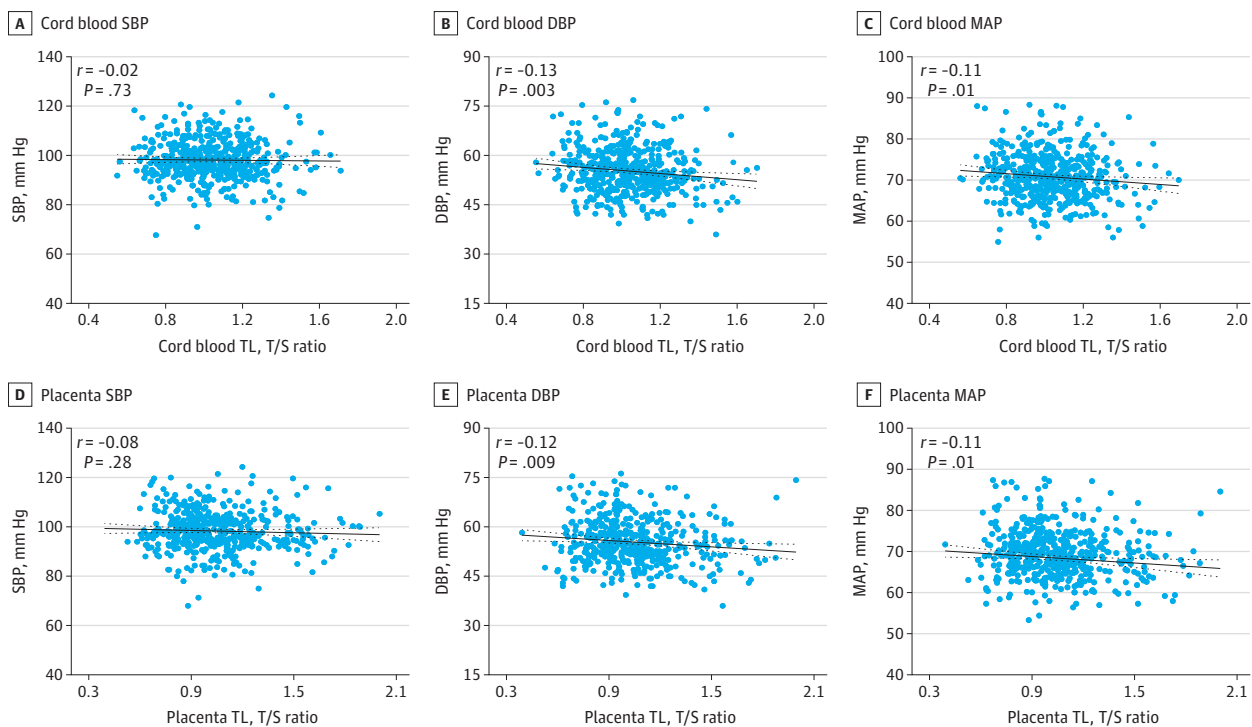 A Cord blood SBP
140
120
100
80
60
40
SBP, mm Hg
r = –0.02
P = .73
0.4 0.8 1.2 1.6 2.0
Cord blood TL, T/S ratio
B Cord blood DBP
90
75
60
45
30
15
DBP, mm Hg
r = –0.13
P = .003
0.4 0.8 1.2 1.6 2.0
Cord blood TL, T/S ratio
C Cord blood MAP
100
90
80
70
60
50
40
MAP, mm Hg
r = –0.11
P = .01
0.4 0.8 1.2 1.6 2.0
Cord blood TL, T/S ratio
D Placenta SBP
140
120
100
80
60
40
SBP, mm Hg
r = –0.08
P = .28
0.3 0.9 1.5 2.1
Placenta TL, T/S ratio
E Placenta DBP
90
75
60
45
30
15
DBP, mm Hg
r = –0.12
P = .009
0.3 0.9 1.5 2.1
Placenta TL, T/S ratio
F Placenta MAP
100
90
80
70
60
50
40
MAP, mm Hg
r = –0.11
P = .01
0.3 0.9 1.5 2.1
Placenta TL, T/S ratio